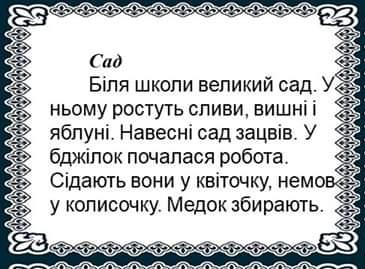 Сад
Біля школи великий сад. У
ньому ростуть сливи, вишні і
яблуні. Навесні сад зацвів. У
бджілок почалася робота.
Сідають вони у квіточку, немов
у колисочку. Медок збирають.